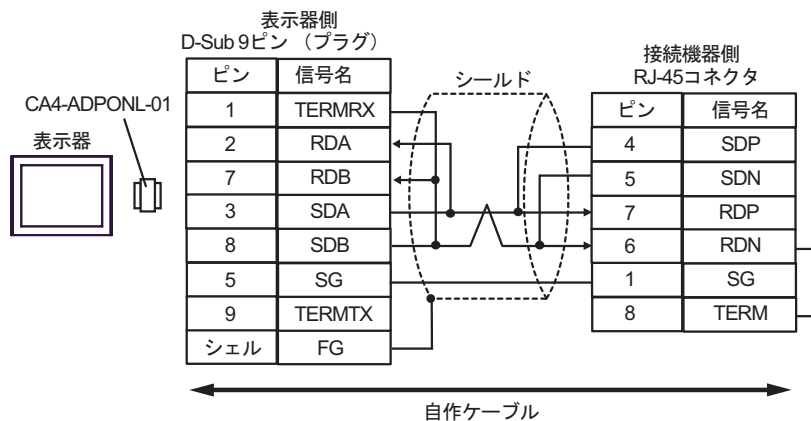 表示器側
D-Sub 9ピン （プラグ）
ピン 信号名
1 TERMRX
2 RDA
7 RDB
3 SDA
8 SDB
5 SG
9 TERMTX
シェル FG
CA4-ADPONL-01
表示器
シールド
接続機器側
RJ-45コネクタ
ピン 信号名
4 SDP
5 SDN
7 RDP
6 RDN
1 SG
8 TERM
自作ケーブル